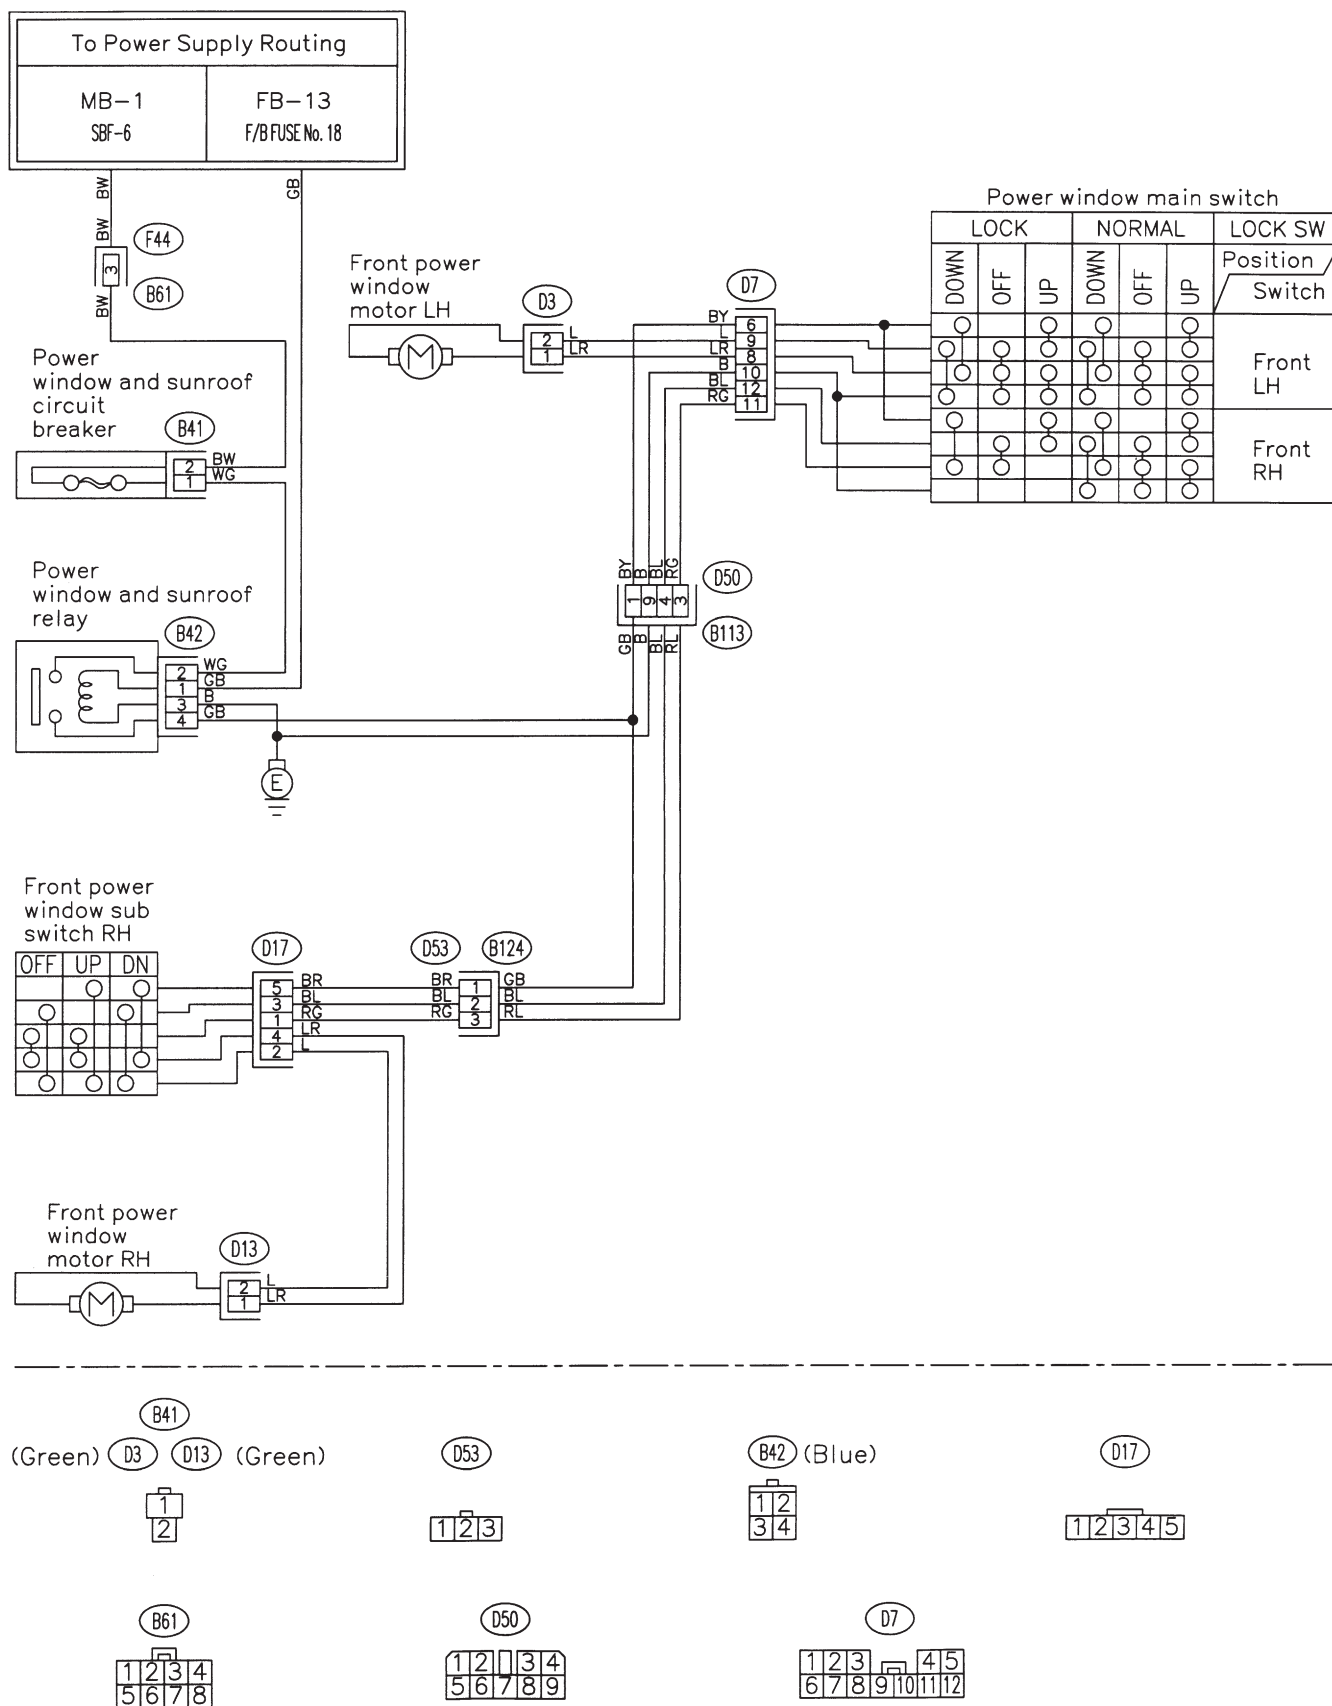 To Power Supply Routing
MB-1
SBF-6
FB-13
F/B FUSE No. 18
BW
GB
BW
F44
3
B61
BW
Power
window and sunroof
circuit
breaker
B41
2
BW
1
WG
Power
window and sunroof
relay
B42
2
WG
1
GB
3
B
4
GB
E
Front power
window
motor LH
M
D3
2
L
1
LR
D7
BY
6
L
9
LR
8
B
10
BL
12
RG
11
Power window main switch
LOCK
NORMAL
LOCK SW
DOWN
OFF
UP
DOWN
OFF
UP
Position
Switch
Front
LH
Front
RH
BY
B
BL
RG
D50
1
9
4
3
B113
GB
B
BL
RL
Front power
window sub
switch RH
OFF
UP
DN
D17
5
BR
3
BL
1
RG
4
LR
2
L
D53
B124
BR
1
GB
BL
2
BL
RG
3
RL
Front power
window
motor RH
M
D13
2
L
1
LR
B41
(Green)
D3
D13
(Green)
1
2
D53
1 2 3
B42
(Blue)
1 2
3 4
D17
1 2 3 4 5
B61
1 2 3 4
5 6 7 8
D50
1 2 3 4
5 6 7 8 9
D7
1 2 3 4 5
6 7 8 9 10 11 12